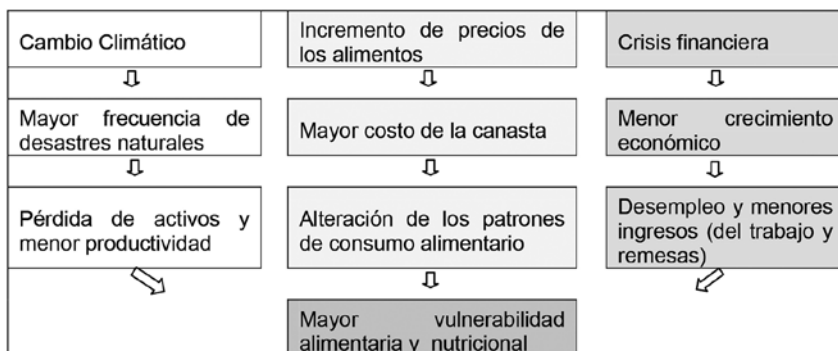 Cambio Climático
Incremento de precios de
los alimentos
Crisis financiera
Mayor frecuencia de
desastres naturales
Mayor costo de la canasta
Menor crecimiento
económico
Pérdida de activos y
menor productividad
Alteración de los patrones
de consumo alimentario
Desempleo y menores
ingresos (del trabajo y
remesas)
Mayor vulnerabilidad
alimentaria y nutricional